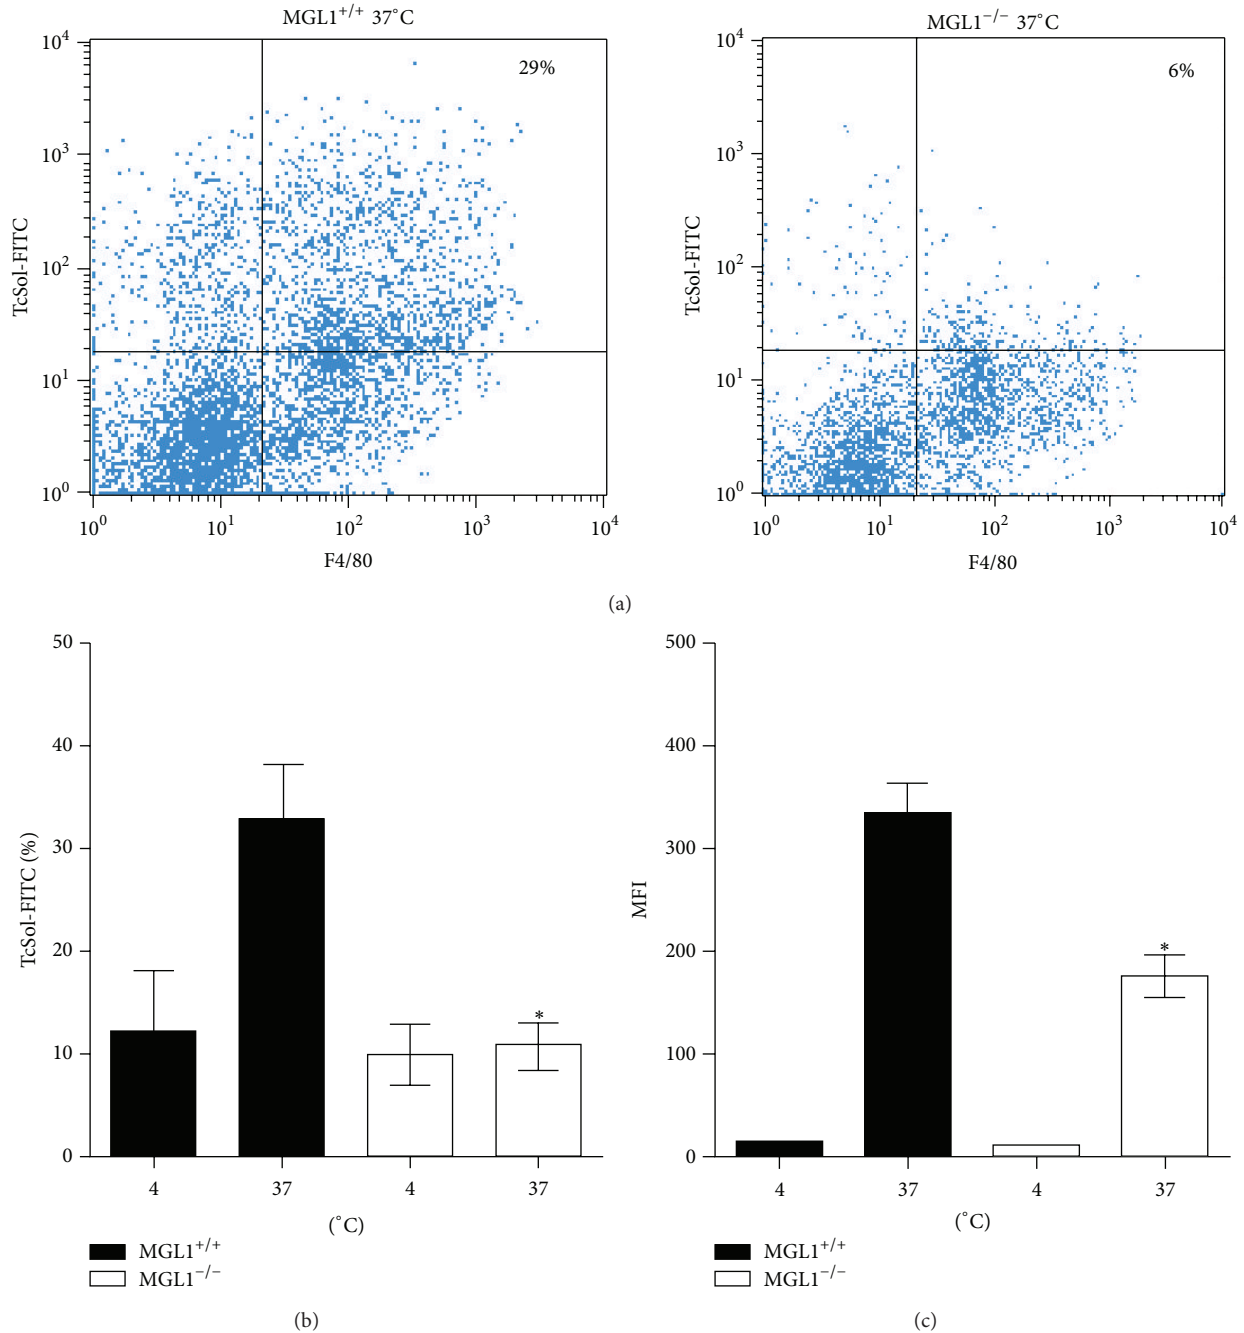 MGL1+/+ 37°C
29%
TcSol-FITC
10^4
10^3
10^2
10^1
10^0
10^0 10^1 10^2 10^3 10^4
F4/80
MGL1−/− 37°C
6%
TcSol-FITC
10^4
10^3
10^2
10^1
10^0
10^0 10^1 10^2 10^3 10^4
F4/80
(a)
TcSol-FITC (%)
50
40
30
20
10
0
*
4 37 4 37
(°C)
MGL1+/+
MGL1−/−
(b)
MFI
500
400
300
200
100
0
*
4 37 4 37
(°C)
MGL1+/+
MGL1−/−
(c)